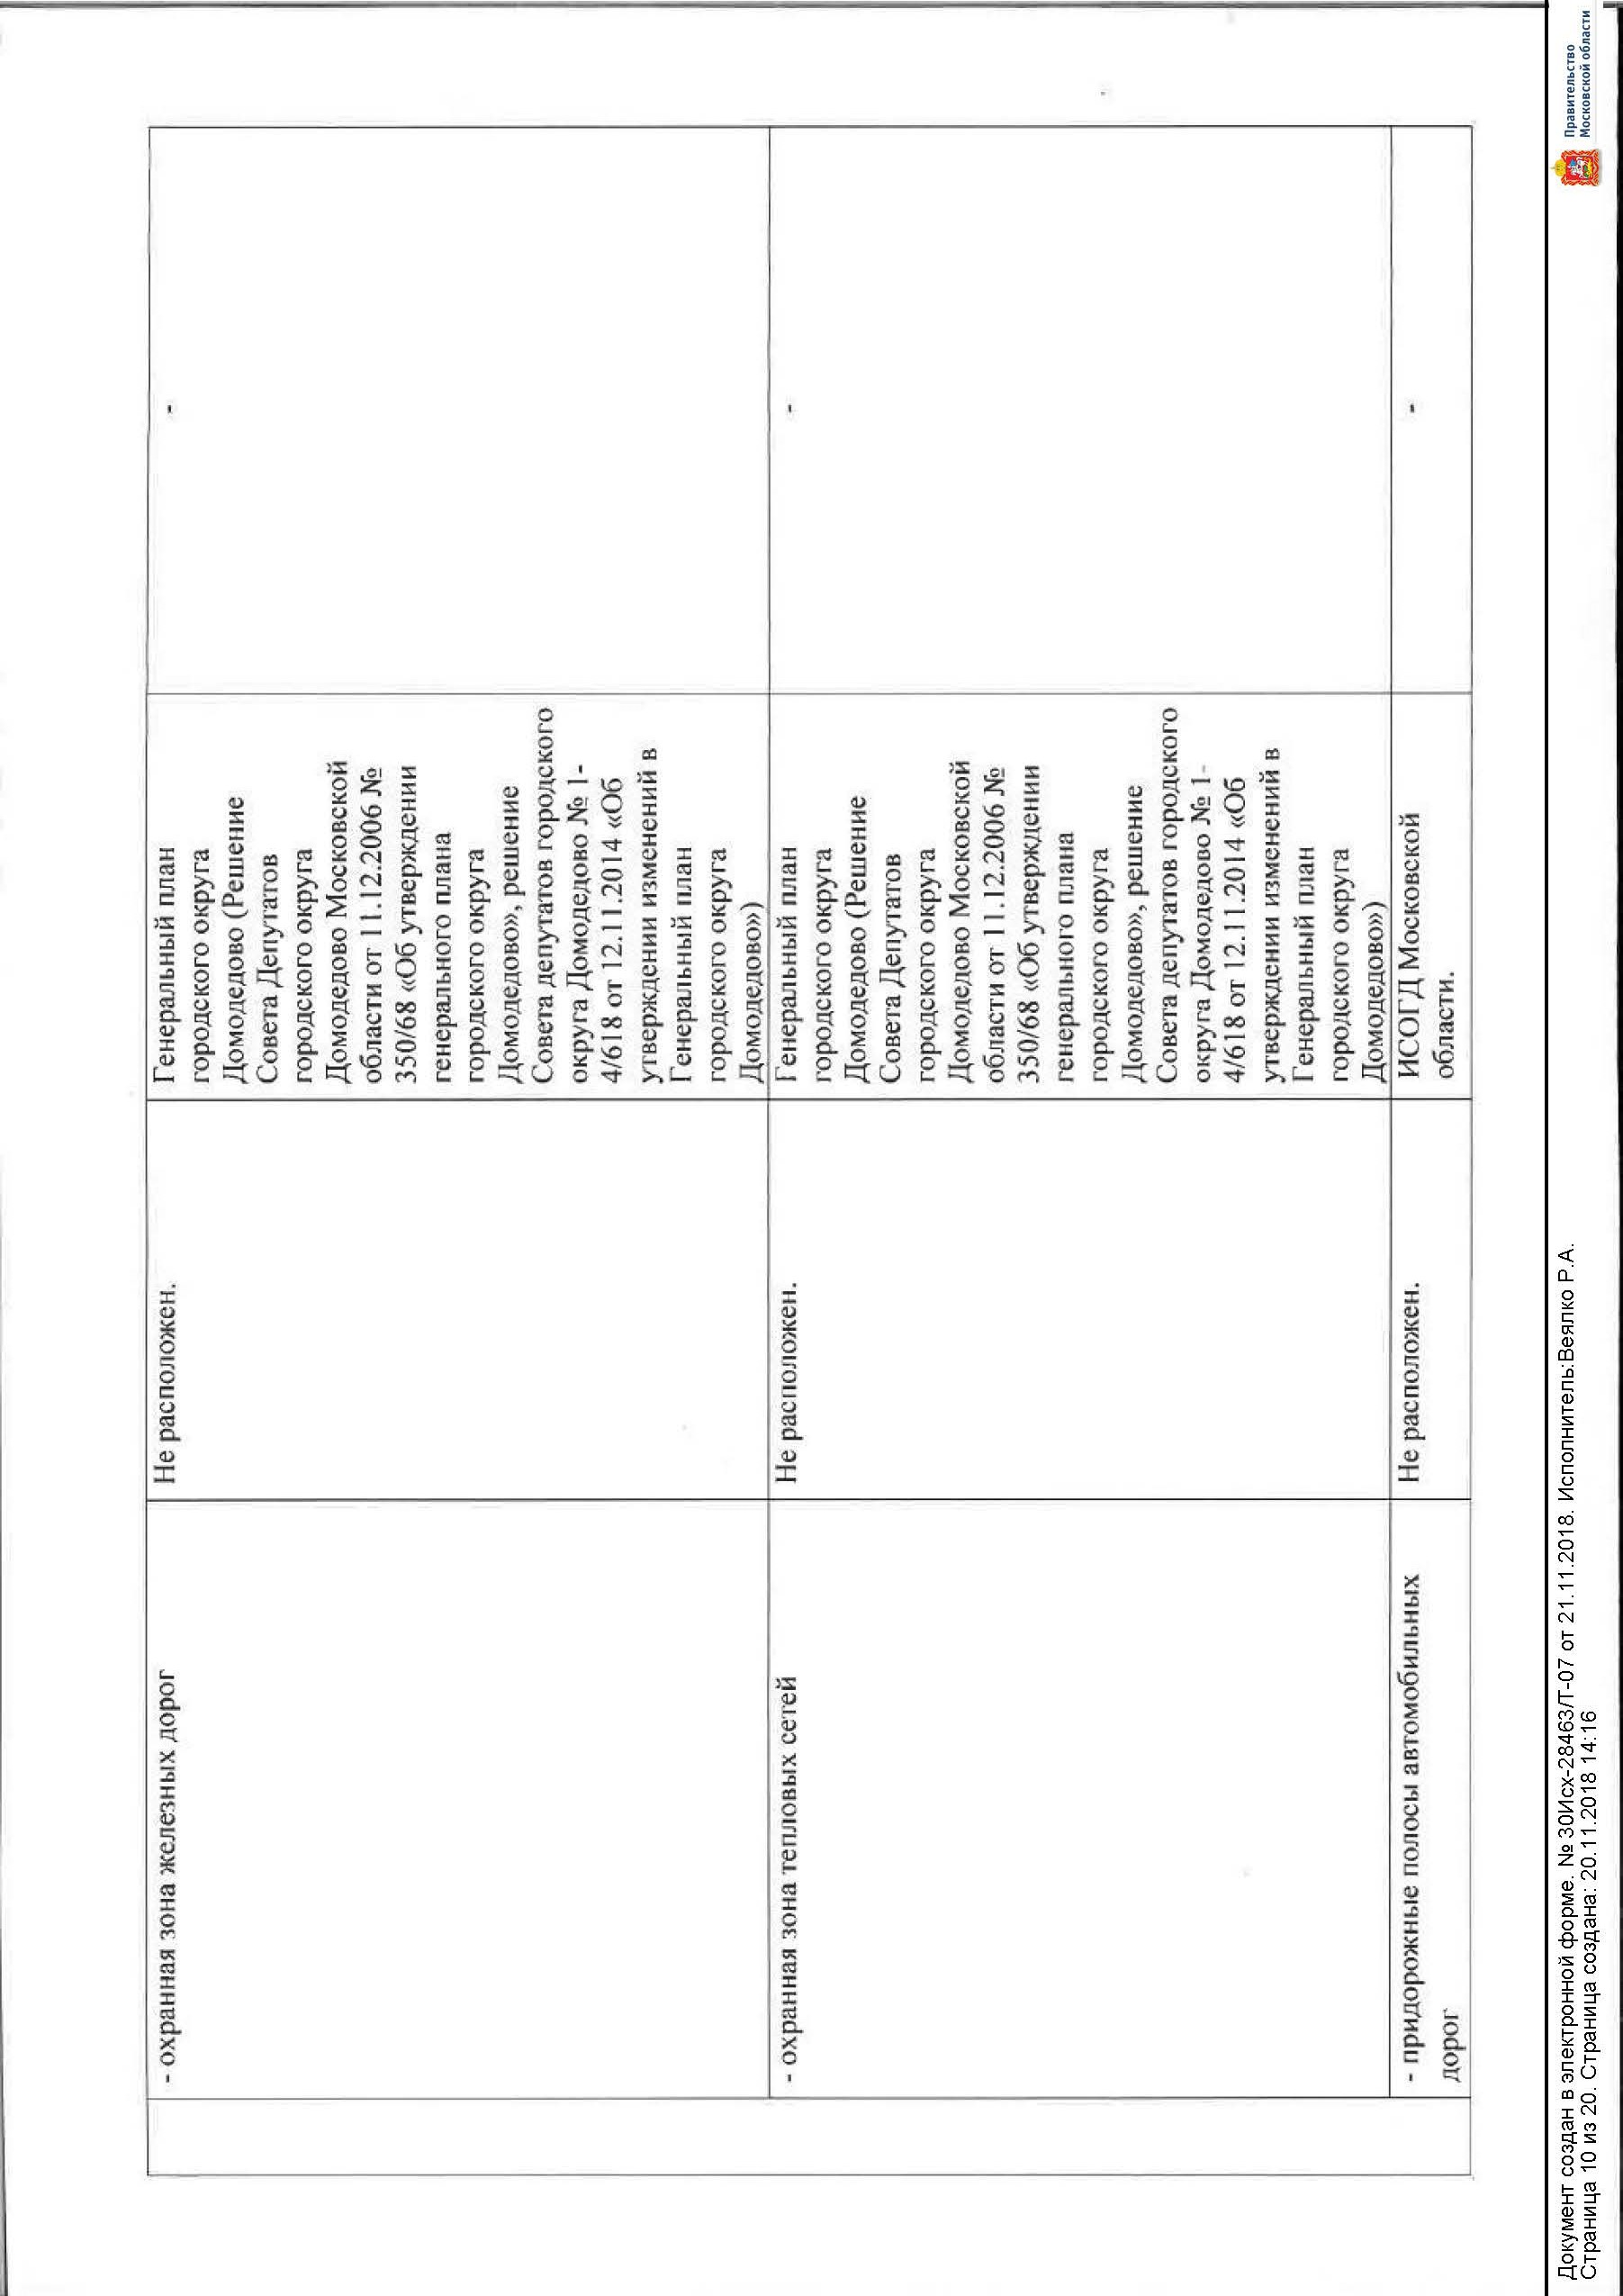 - охранная зона железных дорог
Не расположен.
Генеральный план
городского округа
Домодедово (Решение
Совета Депутатов
городского округа
Домодедово Московской
области от 11.12.2006 №
350/68 «Об утверждении
генерального плана
городского округа
Домодедово», решение
Совета депутатов городского
округа Домодедово № 1-
4/618 от 12.11.2014 «Об
утверждении изменений в
Генеральный план
городского округа
Домодедово»)
-
- охранная зона тепловых сетей
Не расположен.
Генеральный план
городского округа
Домодедово (Решение
Совета Депутатов
городского округа
Домодедово Московской
области от 11.12.2006 №
350/68 «Об утверждении
генерального плана
городского округа
Домодедово», решение
Совета депутатов городского
округа Домодедово № 1-
4/618 от 12.11.2014 «Об
утверждении изменений в
Генеральный план
городского округа
Домодедово»)
-
- придорожные полосы автомобильных
дорог
Не расположен.
ИСОГД Московской
области.
-
Документ создан в электронной форме. № 30Исх-28463/Т-07 от 21.11.2018. Исполнитель:Веялко Р.А.
Страница 10 из 20. Страница создана: 20.11.2018 14:16
Правительство
Московской области